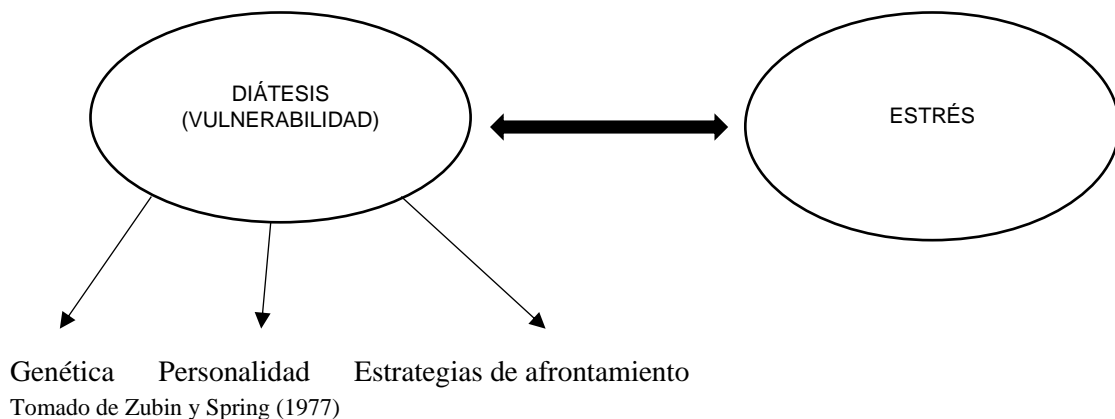 DIÁTESIS
(VULNERABILIDAD)
ESTRÉS
Genética Personalidad Estrategias de afrontamiento
Tomado de Zubin y Spring (1977)